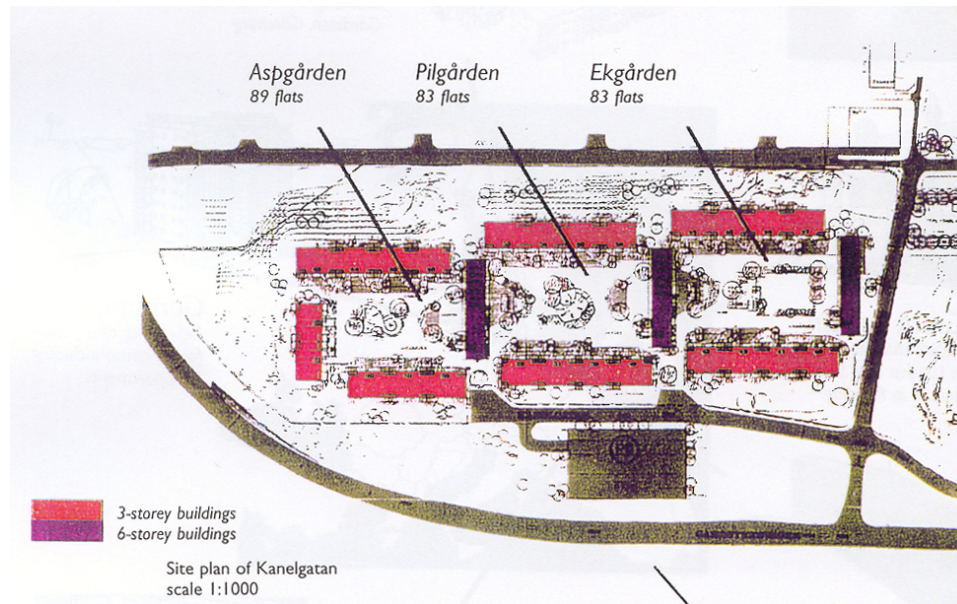 Aspgården
89 flats
Pilgården
83 flats
Ekgården
83 flats
3-storey buildings
6-storey buildings
Site plan of Kanelgatan
scale 1:1000